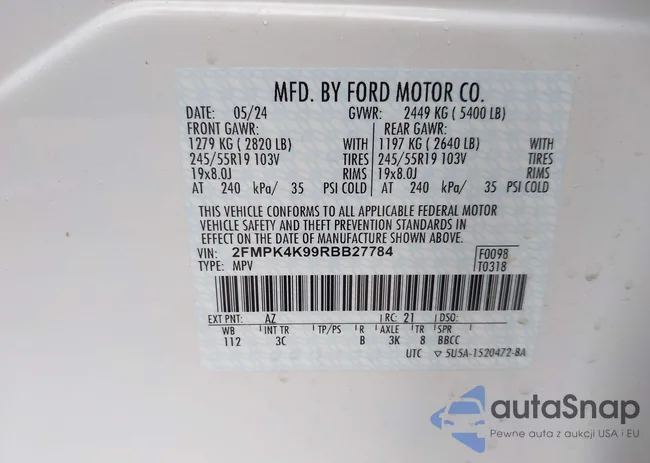 MFD. BY FORD MOTOR CO.
DATE: 05/24 GVWR: 2449 KG ( 5400 LB)
FRONT GAWR: REAR GAWR:
1279 KG ( 2820 LB) WITH 1197 KG ( 2640 LB) WITH
245/55R19 103V TIRES 245/55R19 103V TIRES
19x8.0J RIMS 19x8.0J RIMS
AT 240 kPa/ 35 PSI COLD AT 240 kPa/ 35 PSI COLD
THIS VEHICLE CONFORMS TO ALL APPLICABLE FEDERAL MOTOR
VEHICLE SAFETY AND THEFT PREVENTION STANDARDS IN
EFFECT ON THE DATE OF MANUFACTURE SHOWN ABOVE.
VIN: 2FMPK4K99RBB27784 F0098
TYPE: MPV T0318
EXT PNT: AZ RC: 21 DSO:
WB INT TR TP/PS R AXLE TR SPR
112 3C B 3K 8 BBCC
UTC ▽ 5U5A-1520472-BA
autaSnap
Pewne auta z aukcji USA i EU